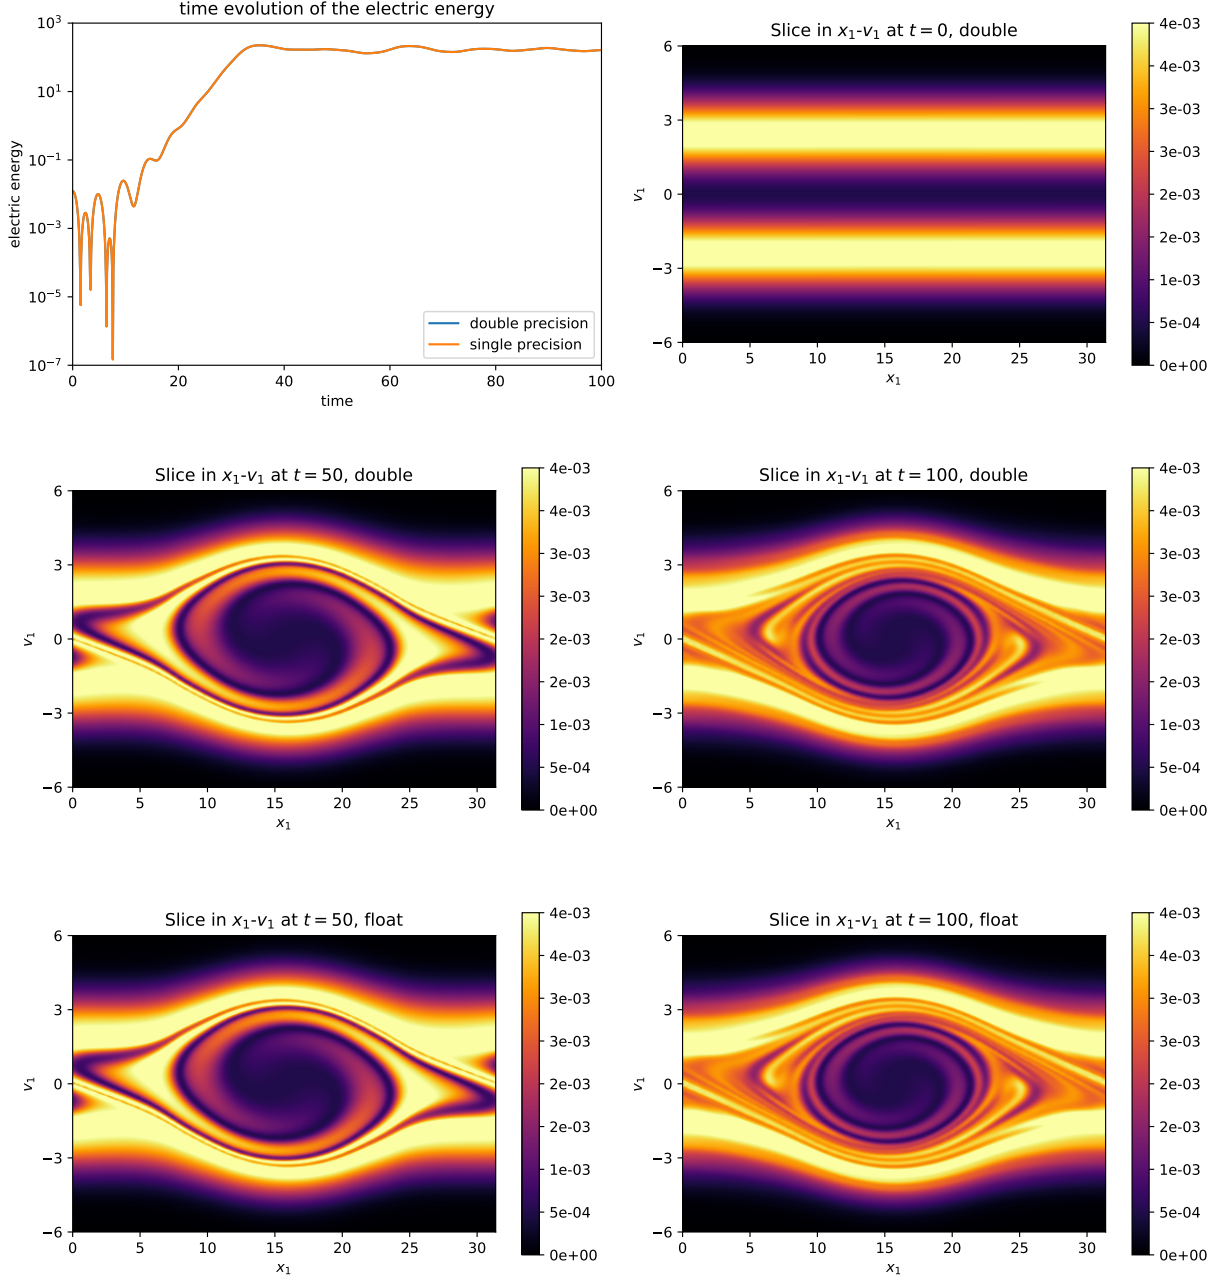 time evolution of the electric energy
10³
10¹
10⁻¹
10⁻³
10⁻⁵
10⁻⁷
electric energy
double precision
single precision
0 20 40 60 80 100
time
Slice in x₁-v₁ at t = 0, double
6
3
0
−3
−6
v₁
0 5 10 15 20 25 30
x₁
4e-03
4e-03
3e-03
3e-03
2e-03
2e-03
1e-03
5e-04
0e+00
Slice in x₁-v₁ at t = 50, double
6
3
0
−3
−6
v₁
0 5 10 15 20 25 30
x₁
4e-03
4e-03
3e-03
3e-03
2e-03
2e-03
1e-03
5e-04
0e+00
Slice in x₁-v₁ at t = 100, double
6
3
0
−3
−6
v₁
0 5 10 15 20 25 30
x₁
4e-03
4e-03
3e-03
3e-03
2e-03
2e-03
1e-03
5e-04
0e+00
Slice in x₁-v₁ at t = 50, float
6
3
0
−3
−6
v₁
0 5 10 15 20 25 30
x₁
4e-03
4e-03
3e-03
3e-03
2e-03
2e-03
1e-03
5e-04
0e+00
Slice in x₁-v₁ at t = 100, float
6
3
0
−3
−6
v₁
0 5 10 15 20 25 30
x₁
4e-03
4e-03
3e-03
3e-03
2e-03
2e-03
1e-03
5e-04
0e+00